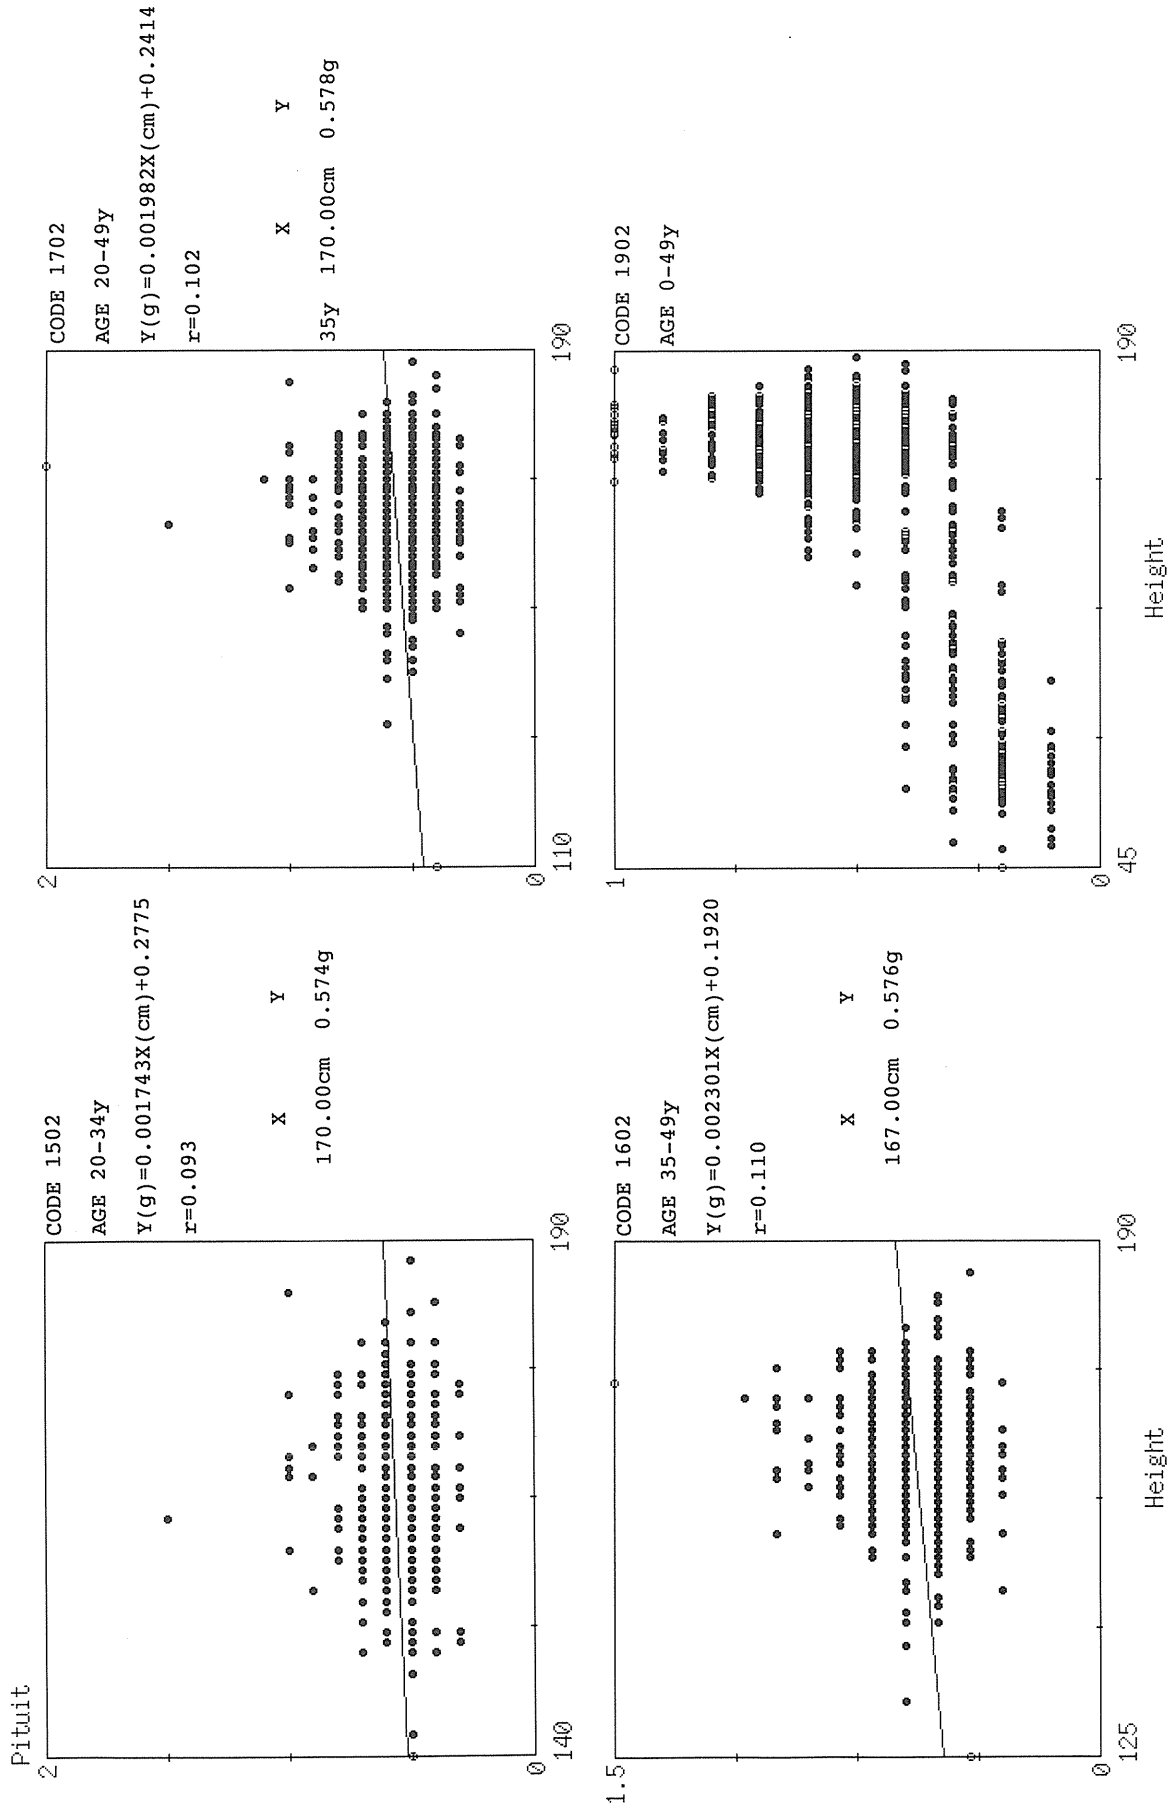 Pituit
2
0
140
190
CODE 1502
AGE 20-34y
Y(g)=0.001743X(cm)+0.2775
r=0.093
X Y
170.00cm 0.574g
2
0
110
190
CODE 1702
AGE 20-49y
Y(g)=0.001982X(cm)+0.2414
r=0.102
X Y
35y 170.00cm 0.578g
1.5
0
125
190
Height
CODE 1602
AGE 35-49y
Y(g)=0.002301X(cm)+0.1920
r=0.110
X Y
167.00cm 0.576g
1
0
45
190
Height
CODE 1902
AGE 0-49y